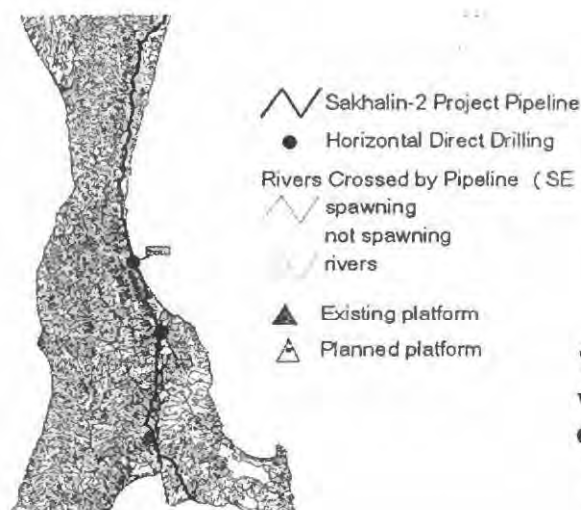 Sakhalin-2 Project Pipeline
Horizontal Direct Drilling
Rivers Crossed by Pipeline ( SE
spawning
not spawning
rivers
Existing platform
Planned platform